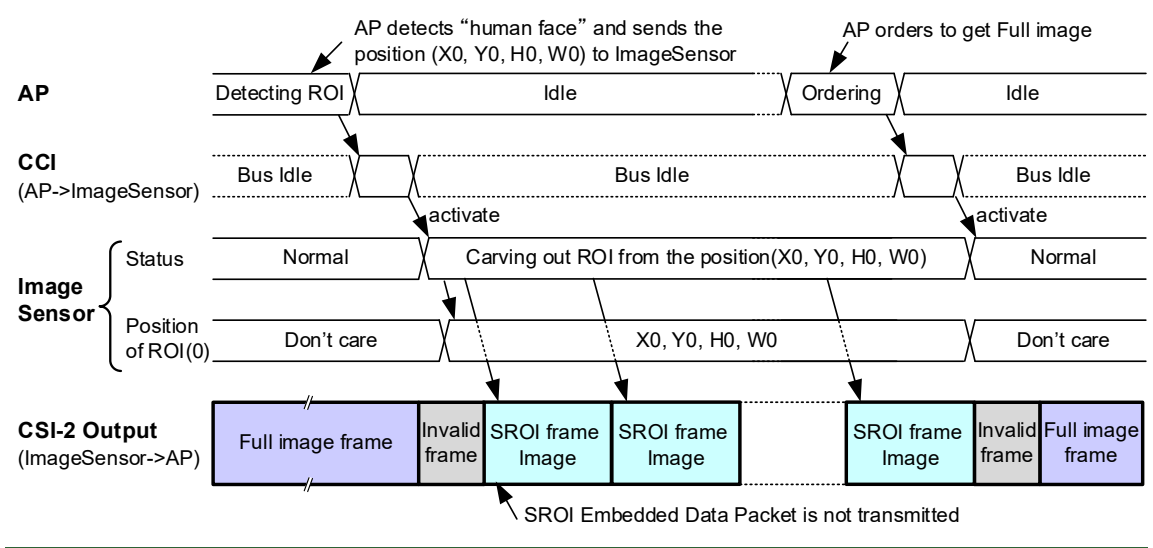 AP detects “human face” and sends the
position (X0, Y0, H0, W0) to ImageSensor
AP orders to get Full image
AP
Detecting ROI
Idle
Ordering
Idle
CCI
(AP->ImageSensor)
Bus Idle
Bus Idle
Bus Idle
activate
activate
Image
Sensor
Status
Normal
Carving out ROI from the position(X0, Y0, H0, W0)
Normal
Position
of ROI(0)
Don’t care
X0, Y0, H0, W0
Don’t care
CSI-2 Output
(ImageSensor->AP)
Full image frame
Invalid
frame
SROI frame
Image
SROI frame
Image
SROI frame
Image
Invalid
frame
Full image
frame
SROI Embedded Data Packet is not transmitted